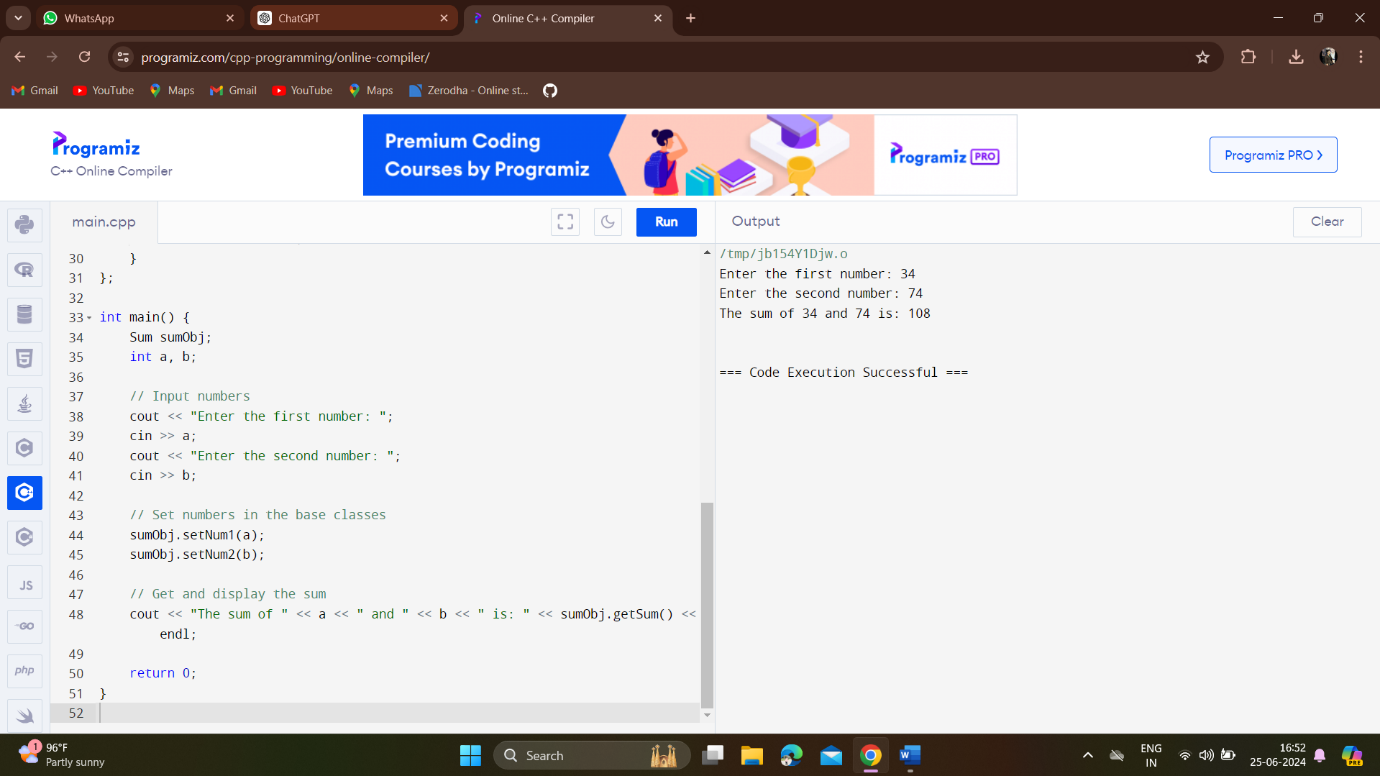 WhatsApp
ChatGPT
Online C++ Compiler
programiz.com/cpp-programming/online-compiler/
Gmail
YouTube
Maps
Gmail
YouTube
Maps
Zerodha - Online st...
Programiz
C++ Online Compiler
Premium Coding
Courses by Programiz
Programiz PRO
Programiz PRO
main.cpp
Run
Output
Clear
30     }
31 };
32
33 int main() {
34     Sum sumObj;
35     int a, b;
36
37     // Input numbers
38     cout << "Enter the first number: ";
39     cin >> a;
40     cout << "Enter the second number: ";
41     cin >> b;
42
43     // Set numbers in the base classes
44     sumObj.setNum1(a);
45     sumObj.setNum2(b);
46
47     // Get and display the sum
48     cout << "The sum of " << a << " and " << b << " is: " << sumObj.getSum() <<
endl;
49
50     return 0;
51 }
52
/tmp/jb154Y1Djw.o
Enter the first number: 34
Enter the second number: 74
The sum of 34 and 74 is: 108
=== Code Execution Successful ===
JS
GO
php
1
96°F
Partly sunny
Search
W
ENG
IN
16:52
25-06-2024
PRE